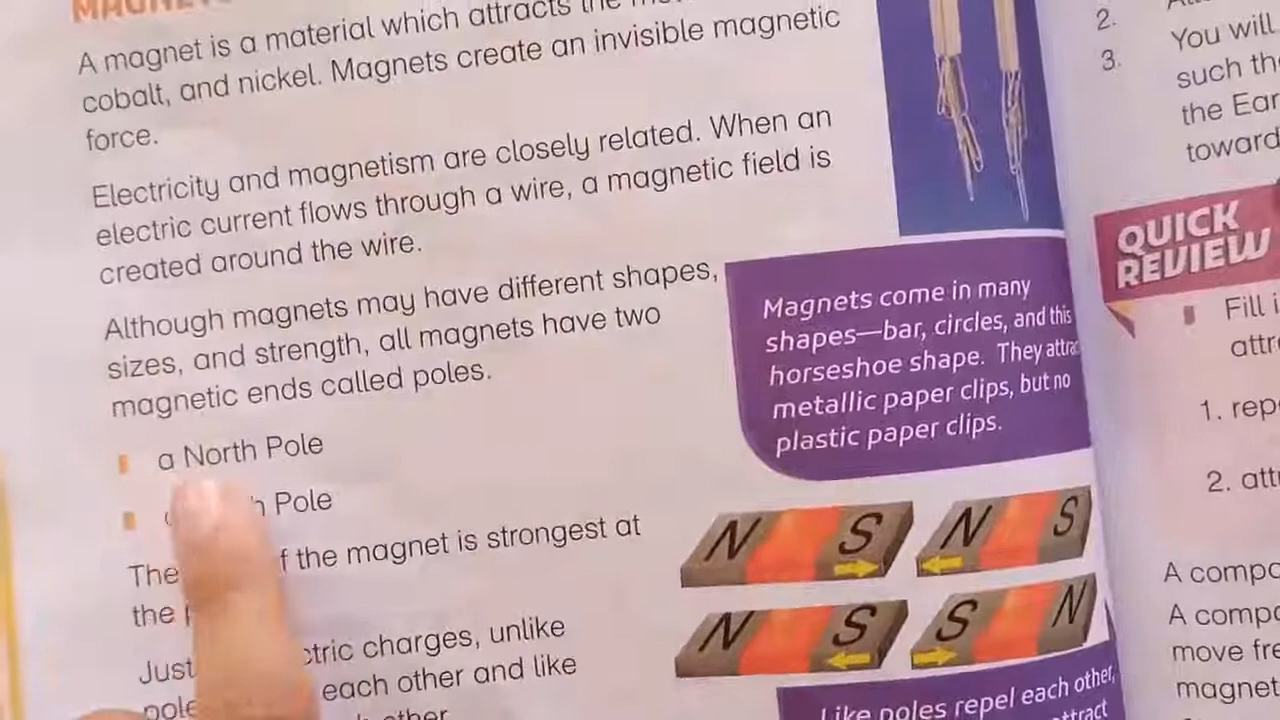 A magnet is a material which attracts the
cobalt, and nickel. Magnets create an invisible magnetic
force.
Electricity and magnetism are closely related. When an
electric current flows through a wire, a magnetic field is
created around the wire.
Although magnets may have different shapes,
sizes, and strength, all magnets have two
magnetic ends called poles.
a North Pole
Pole
The f the magnet is strongest at
the
Just ctric charges, unlike
pole each other and like
other
Magnets come in many
shapes—bar, circles, and this
horseshoe shape. They attrac
metallic paper clips, but no
plastic paper clips.
N S N S
N S S N
Like poles repel each other,
attract
2.
3. You will
such th
the Ear
toward
QUICK
REVIEW
Fill i
attr
1. rep
2. att
A compa
A compa
move fre
magnet